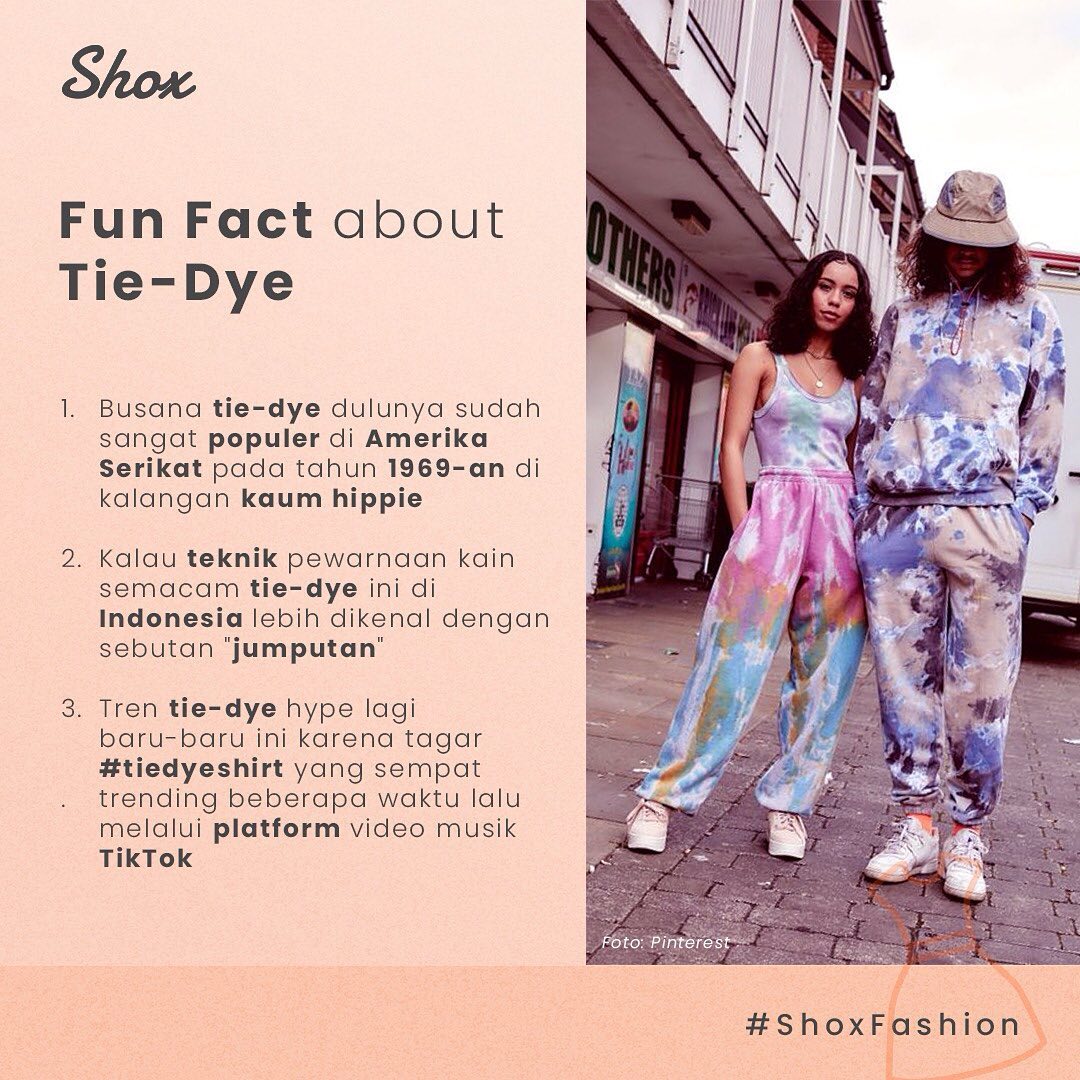 Shox
Fun Fact about
Tie-Dye
1. Busana tie-dye dulunya sudah
sangat populer di Amerika
Serikat pada tahun 1969-an di
kalangan kaum hippie
2. Kalau teknik pewarnaan kain
semacam tie-dye ini di
Indonesia lebih dikenal dengan
sebutan "jumputan"
3. Tren tie-dye hype lagi
baru-baru ini karena tagar
#tiedyeshirt yang sempat
. trending beberapa waktu lalu
melalui platform video musik
TikTok
OTHERS
Foto: Pinterest
#ShoxFashion